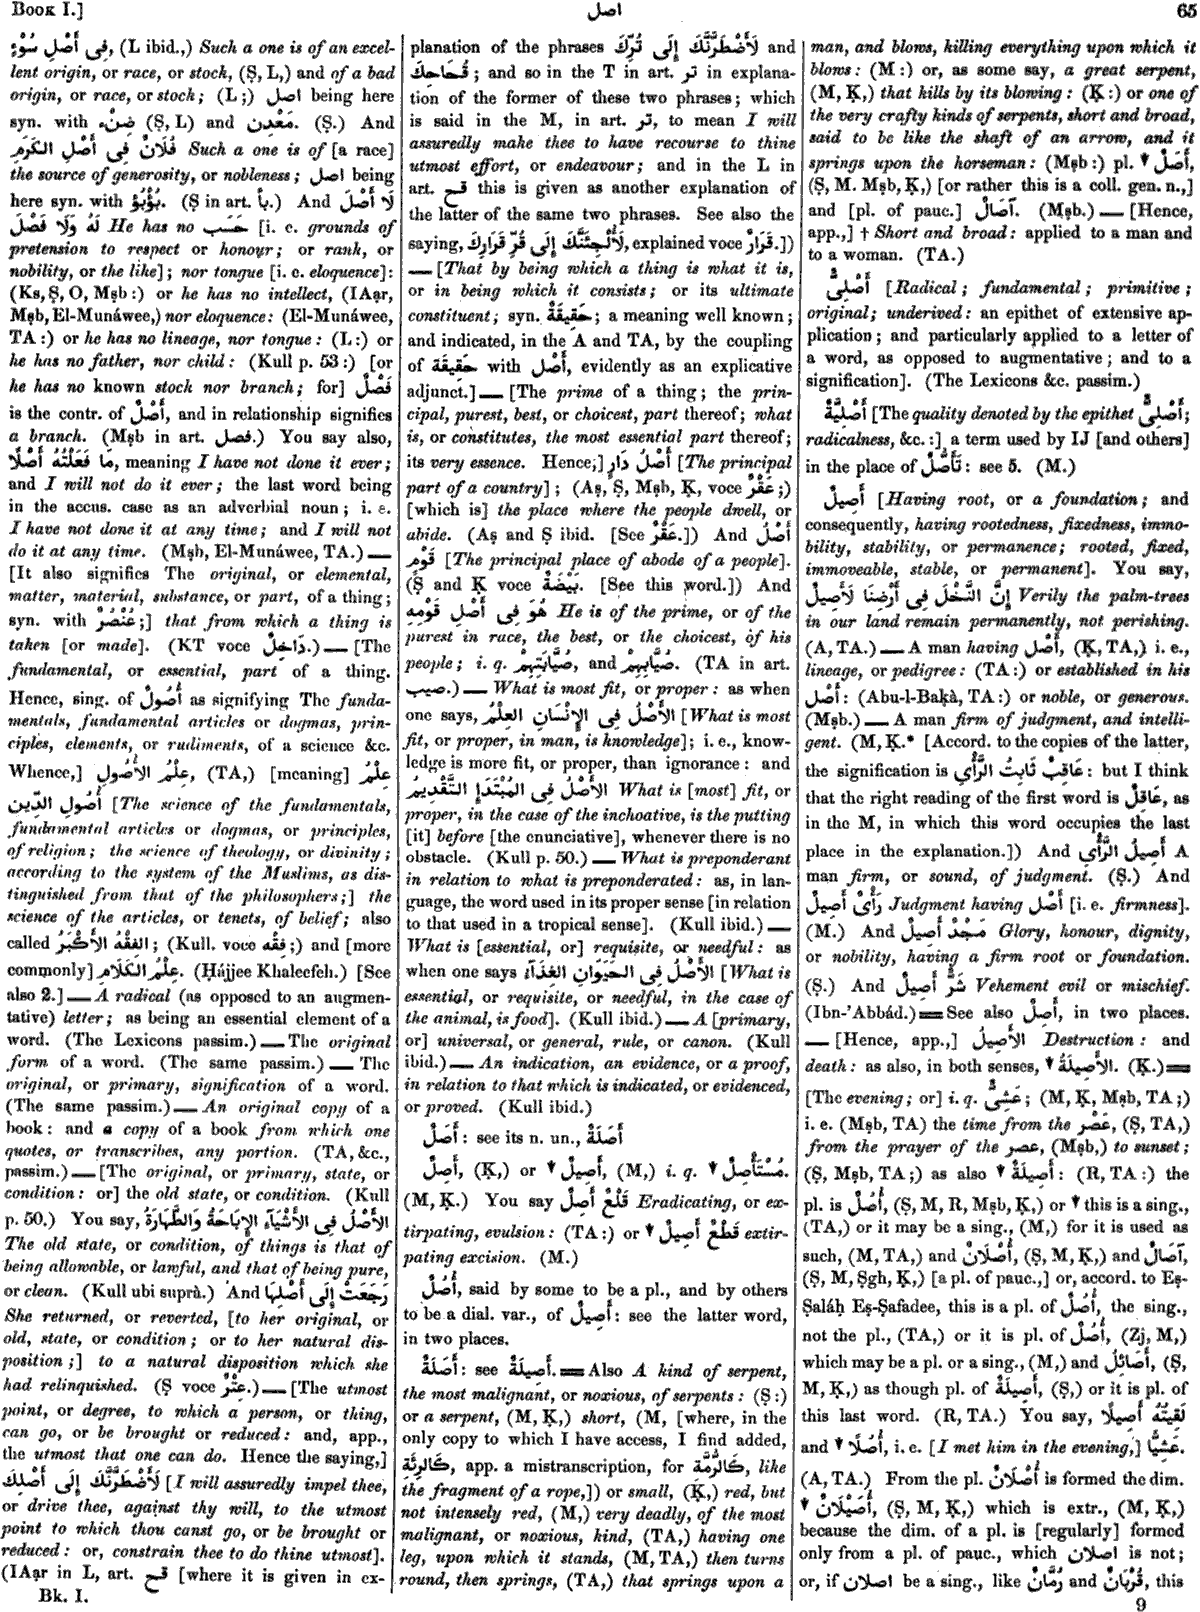 Book I.]
اصل
65
فِى أَصْلِ سُوْءٍ, (L ibid.,) Such a one is of an excel-
lent origin, or race, or stock, (Ṣ, L,) and of a bad
origin, or race, or stock; (L;) اصل being here
syn. with ضِنْء (Ṣ, L) and مَعْدِن. (Ṣ.) And
فُلَانٌ فِى أَصْلِ الكَرَمِ Such a one is of [a race]
the source of generosity, or nobleness; اصل being
here syn. with بُؤْبُؤ. (Ṣ in art. بأ.) And لَا أَصْلَ
لَهُ وَلَا فَصْلَ He has no حَسَب [i. e. grounds of
pretension to respect or honour; or rank, or
nobility, or the like]; nor tongue [i. e. eloquence]:
(Ks, Ṣ, O, Mṣb:) or he has no intellect, (IAạr,
Mṣb, El-Munáwee,) nor eloquence: (El-Munáwee,
TA:) or he has no lineage, nor tongue: (L:) or
he has no father, nor child: (Kull p. 53:) [or
he has no known stock nor branch; for] فَصْلٌ
is the contr. of أَصْلٌ, and in relationship signifies
a branch. (Mṣb in art. فصل.) You say also,
مَا فَعَلْتُهُ أَصْلًا, meaning I have not done it ever;
and I will not do it ever; the last word being
in the accus. case as an adverbial noun; i. e.
I have not done it at any time; and I will not
do it at any time. (Mṣb, El-Munáwee, TA.) —
[It also signifies The original, or elemental,
matter, material, substance, or part, of a thing;
syn. with عُنْصُرٌ;] that from which a thing is
taken [or made]. (KT voce دَاخِلٌ.) — [The
fundamental, or essential, part of a thing.
Hence, sing. of أُصُولٌ as signifying The funda-
mentals, fundamental articles or dogmas, prin-
ciples, elements, or rudiments, of a science &c.
Whence,] عِلْمُ الأُصُولِ, (TA,) [meaning] عِلْمُ
أُصُولِ الدِّينِ [The science of the fundamentals,
fundamental articles or dogmas, or principles,
of religion; the science of theology, or divinity;
according to the system of the Muslims, as dis-
tinguished from that of the philosophers;] the
science of the articles, or tenets, of belief; also
called الفِقْهُ الأَكْبَرُ; (Kull. voce فِقْه;) and [more
commonly] عِلْمُ الكَلَامِ. (Ḥájjee Khaleefeh.) [See
also 2.] — A radical (as opposed to an augmen-
tative) letter; as being an essential element of a
word. (The Lexicons passim.) — The original
form of a word. (The same passim.) — The
original, or primary, signification of a word.
(The same passim.) — An original copy of a
book: and a copy of a book from which one
quotes, or transcribes, any portion. (TA, &c.,
passim.) — [The original, or primary, state, or
condition: or] the old state, or condition. (Kull
p. 50.) You say, الأَصْلُ فِى الأَشْيَآءِ الإِبَاحَةُ وَالطَّهَارَةُ
The old state, or condition, of things is that of
being allowable, or lawful, and that of being pure,
or clean. (Kull ubi suprà.) And رَجَعَتْ إِلَى أَصْلِهَا
She returned, or reverted, [to her original, or
old, state, or condition; or to her natural dis-
position;] to a natural disposition which she
had relinquished. (Ṣ voce عِتْرٌ.) — [The utmost
point, or degree, to which a person, or thing,
can go, or be brought or reduced: and, app.,
the utmost that one can do. Hence the saying,]
لَأَضْطَرَّنَّكَ إِلَى أَصْلِكَ [I will assuredly impel thee,
or drive thee, against thy will, to the utmost
point to which thou canst go, or be brought or
reduced: or, constrain thee to do thine utmost].
(IAạr in L, art. قح [where it is given in ex-
Bk. I.
planation of the phrases لَأَضْطَرَّنَّكَ إِلَى تُرِّكَ and
قُحَاحِكَ; and so in the T in art. تر in explana-
tion of the former of these two phrases; which
is said in the M, in art. تر, to mean I will
assuredly make thee to have recourse to thine
utmost effort, or endeavour; and in the L in
art. قح this is given as another explanation of
the latter of the same two phrases. See also the
saying, لَأُلْجِئَنَّكَ إِلَى قُرِّ قَرَارِكَ, explained voce قَرَارٌ.])
— [That by being which a thing is what it is,
or in being which it consists; or its ultimate
constituent; syn. حَقِيقَةٌ; a meaning well known;
and indicated, in the A and TA, by the coupling
of حَقِيقَة with أَصْل, evidently as an explicative
adjunct.] — [The prime of a thing; the prin-
cipal, purest, best, or choicest, part thereof; what
is, or constitutes, the most essential part thereof;
its very essence. Hence;] أَصْلُ دَارٍ [The principal
part of a country]; (Aṣ, Ṣ, Mṣb, Ḳ, voce عُقْرٌ;)
[which is] the place where the people dwell, or
abide. (Aṣ and Ṣ ibid. [See عُقْرٌ.]) And أَصْلُ
قَوْمٍ [The principal place of abode of a people].
(Ṣ and Ḳ voce بَيْضَةٌ. [See this word.]) And
هُوَ فِى أَصْلِ قَوْمِهِ He is of the prime, or of the
purest in race, the best, or the choicest, of his
people; i. q. صُيَّابَتِهِمْ, and صُيَّابِهِمْ. (TA in art.
صيب.) — What is most fit, or proper: as when
one says, الأَصْلُ فِى الإِنْسَانِ العِلْمُ [What is most
fit, or proper, in man, is knowledge]; i. e., know-
ledge is more fit, or proper, than ignorance: and
الأَصْلُ فِى المُبْتَدَإِ التَّقْدِيمُ What is [most] fit, or
proper, in the case of the inchoative, is the putting
[it] before [the enunciative], whenever there is no
obstacle. (Kull p. 50.) — What is preponderant
in relation to what is preponderated: as, in lan-
guage, the word used in its proper sense [in relation
to that used in a tropical sense]. (Kull ibid.) —
What is [essential, or] requisite, or needful: as
when one says الأَصْلُ فِى الحَيَوَانِ الغِذَآءُ [What is
essential, or requisite, or needful, in the case of
the animal, is food]. (Kull ibid.) — A [primary,
or] universal, or general, rule, or canon. (Kull
ibid.) — An indication, an evidence, or a proof,
in relation to that which is indicated, or evidenced,
or proved. (Kull ibid.)
أَصَلٌ: see its n. un., أَصَلَةٌ
أَصِلٌ, (Ḳ,) or ▼ أَصِيلٌ, (M,) i. q. ▼ مُسْتَأْصِلٌ.
(M, Ḳ.) You say قَلْعٌ أَصِلٌ Eradicating, or ex-
tirpating, evulsion: (TA:) or ▼ قَطْعٌ أَصِيلٌ extir-
pating excision. (M.)
أُصُلٌ, said by some to be a pl., and by others
to be a dial. var., of أَصِيلٌ: see the latter word,
in two places.
أَصَلَةٌ: see أَصِيلَةٌ. = Also A kind of serpent,
the most malignant, or noxious, of serpents: (Ṣ:)
or a serpent, (M, Ḳ,) short, (M, [where, in the
only copy to which I have access, I find added,
كَالرِّئَةِ, app. a mistranscription, for كَالرُّمَّةِ, like
the fragment of a rope,]) or small, (Ḳ,) red, but
not intensely red, (M,) very deadly, of the most
malignant, or noxious, kind, (TA,) having one
leg, upon which it stands, (M, TA,) then turns
round, then springs, (TA,) that springs upon a
man, and blows, killing everything upon which it
blows: (M:) or, as some say, a great serpent,
(M, Ḳ,) that kills by its blowing: (Ḳ:) or one of
the very crafty kinds of serpents, short and broad,
said to be like the shaft of an arrow, and it
springs upon the horseman: (Mṣb:) pl. ▼ أَصَلٌ,
(Ṣ, M. Mṣb, Ḳ,) [or rather this is a coll. gen. n.,]
and [pl. of pauc.] آصَالٌ. (Mṣb.) — [Hence,
app.,] † Short and broad: applied to a man and
to a woman. (TA.)
أَصْلِىٌّ [Radical; fundamental; primitive;
original; underived: an epithet of extensive ap-
plication; and particularly applied to a letter of
a word, as opposed to augmentative; and to a
signification]. (The Lexicons &c. passim.)
أَصْلِيَّةٌ [The quality denoted by the epithet أَصْلِىٌّ;
radicalness, &c.:] a term used by IJ [and others]
in the place of تَأَصُّلٌ: see 5. (M.)
أَصِيلٌ [Having root, or a foundation; and
consequently, having rootedness, fixedness, immo-
bility, stability, or permanence; rooted, fixed,
immoveable, stable, or permanent]. You say,
إِنَّ النَّخْلَ فِى أَرْضِنَا لَأَصِيلٌ Verily the palm-trees
in our land remain permanently, not perishing.
(A, TA.) — A man having أَصْل, (Ḳ, TA,) i. e.,
lineage, or pedigree: (TA:) or established in his
أَصْل: (Abu-l-Baḳà, TA:) or noble, or generous.
(Mṣb.) — A man firm of judgment, and intelli-
gent. (M, Ḳ.* [Accord. to the copies of the latter,
the signification is عَاقِبٌ ثَابِتُ الرَّأْىِ: but I think
that the right reading of the first word is عَاقِلٌ, as
in the M, in which this word occupies the last
place in the explanation.]) And أَصِيلُ الرَّأْىِ A
man firm, or sound, of judgment. (Ṣ.) And
رَأْىٌ أَصِيلٌ Judgment having أَصْل [i. e. firmness].
(M.) And مَجْدٌ أَصِيلٌ Glory, honour, dignity,
or nobility, having a firm root or foundation.
(Ṣ.) And شَرٌّ أَصِيلٌ Vehement evil or mischief.
(Ibn-’Abbád.) = See also أَصِلٌ, in two places.
— [Hence, app.,] الأَصِيلُ Destruction: and
death: as also, in both senses, ▼ الأَصِيلَةُ. (Ḳ.) =
[The evening; or] i. q. عَشِىٌّ; (M, Ḳ, Mṣb, TA;)
i. e. (Mṣb, TA) the time from the عَصْر, (Ṣ, TA,)
from the prayer of the عصر, (Mṣb,) to sunset;
(Ṣ, Mṣb, TA;) as also ▼ أَصِيلَةٌ: (R, TA:) the
pl. is أُصُلٌ, (Ṣ, M, R, Mṣb, Ḳ,) or ▼ this is a sing.,
(TA,) or it may be a sing., (M,) for it is used as
such, (M, TA,) and أُصْلَانٌ, (Ṣ, M, Ḳ,) and آصَالٌ,
(Ṣ, M, Ṣgh, Ḳ,) [a pl. of pauc.,] or, accord. to Eṣ-
Ṣaláḥ Eṣ-Ṣafadee, this is a pl. of أُصُلٌ, the sing.,
not the pl., (TA,) or it is pl. of أُصُلٌ, (Zj, M,)
which may be a pl. or a sing., (M,) and أَصَائِلُ, (Ṣ,
M, Ḳ,) as though pl. of أَصِيلَةٌ, (Ṣ,) or it is pl. of
this last word. (R, TA.) You say, لَقِيتُهُ أَصِيلًا
and ▼ أُصُلًا, i. e. [I met him in the evening,] عَشِيًّا.
(A, TA.) From the pl. أُصْلَانٌ is formed the dim.
▼ أُصَيْلَانٌ, (Ṣ, M, Ḳ,) which is extr., (M, Ḳ,)
because the dim. of a pl. is [regularly] formed
only from a pl. of pauc., which اصلان is not;
or, if اصلان be a sing., like رُمَّانٌ and قُرْبَانٌ, this
9